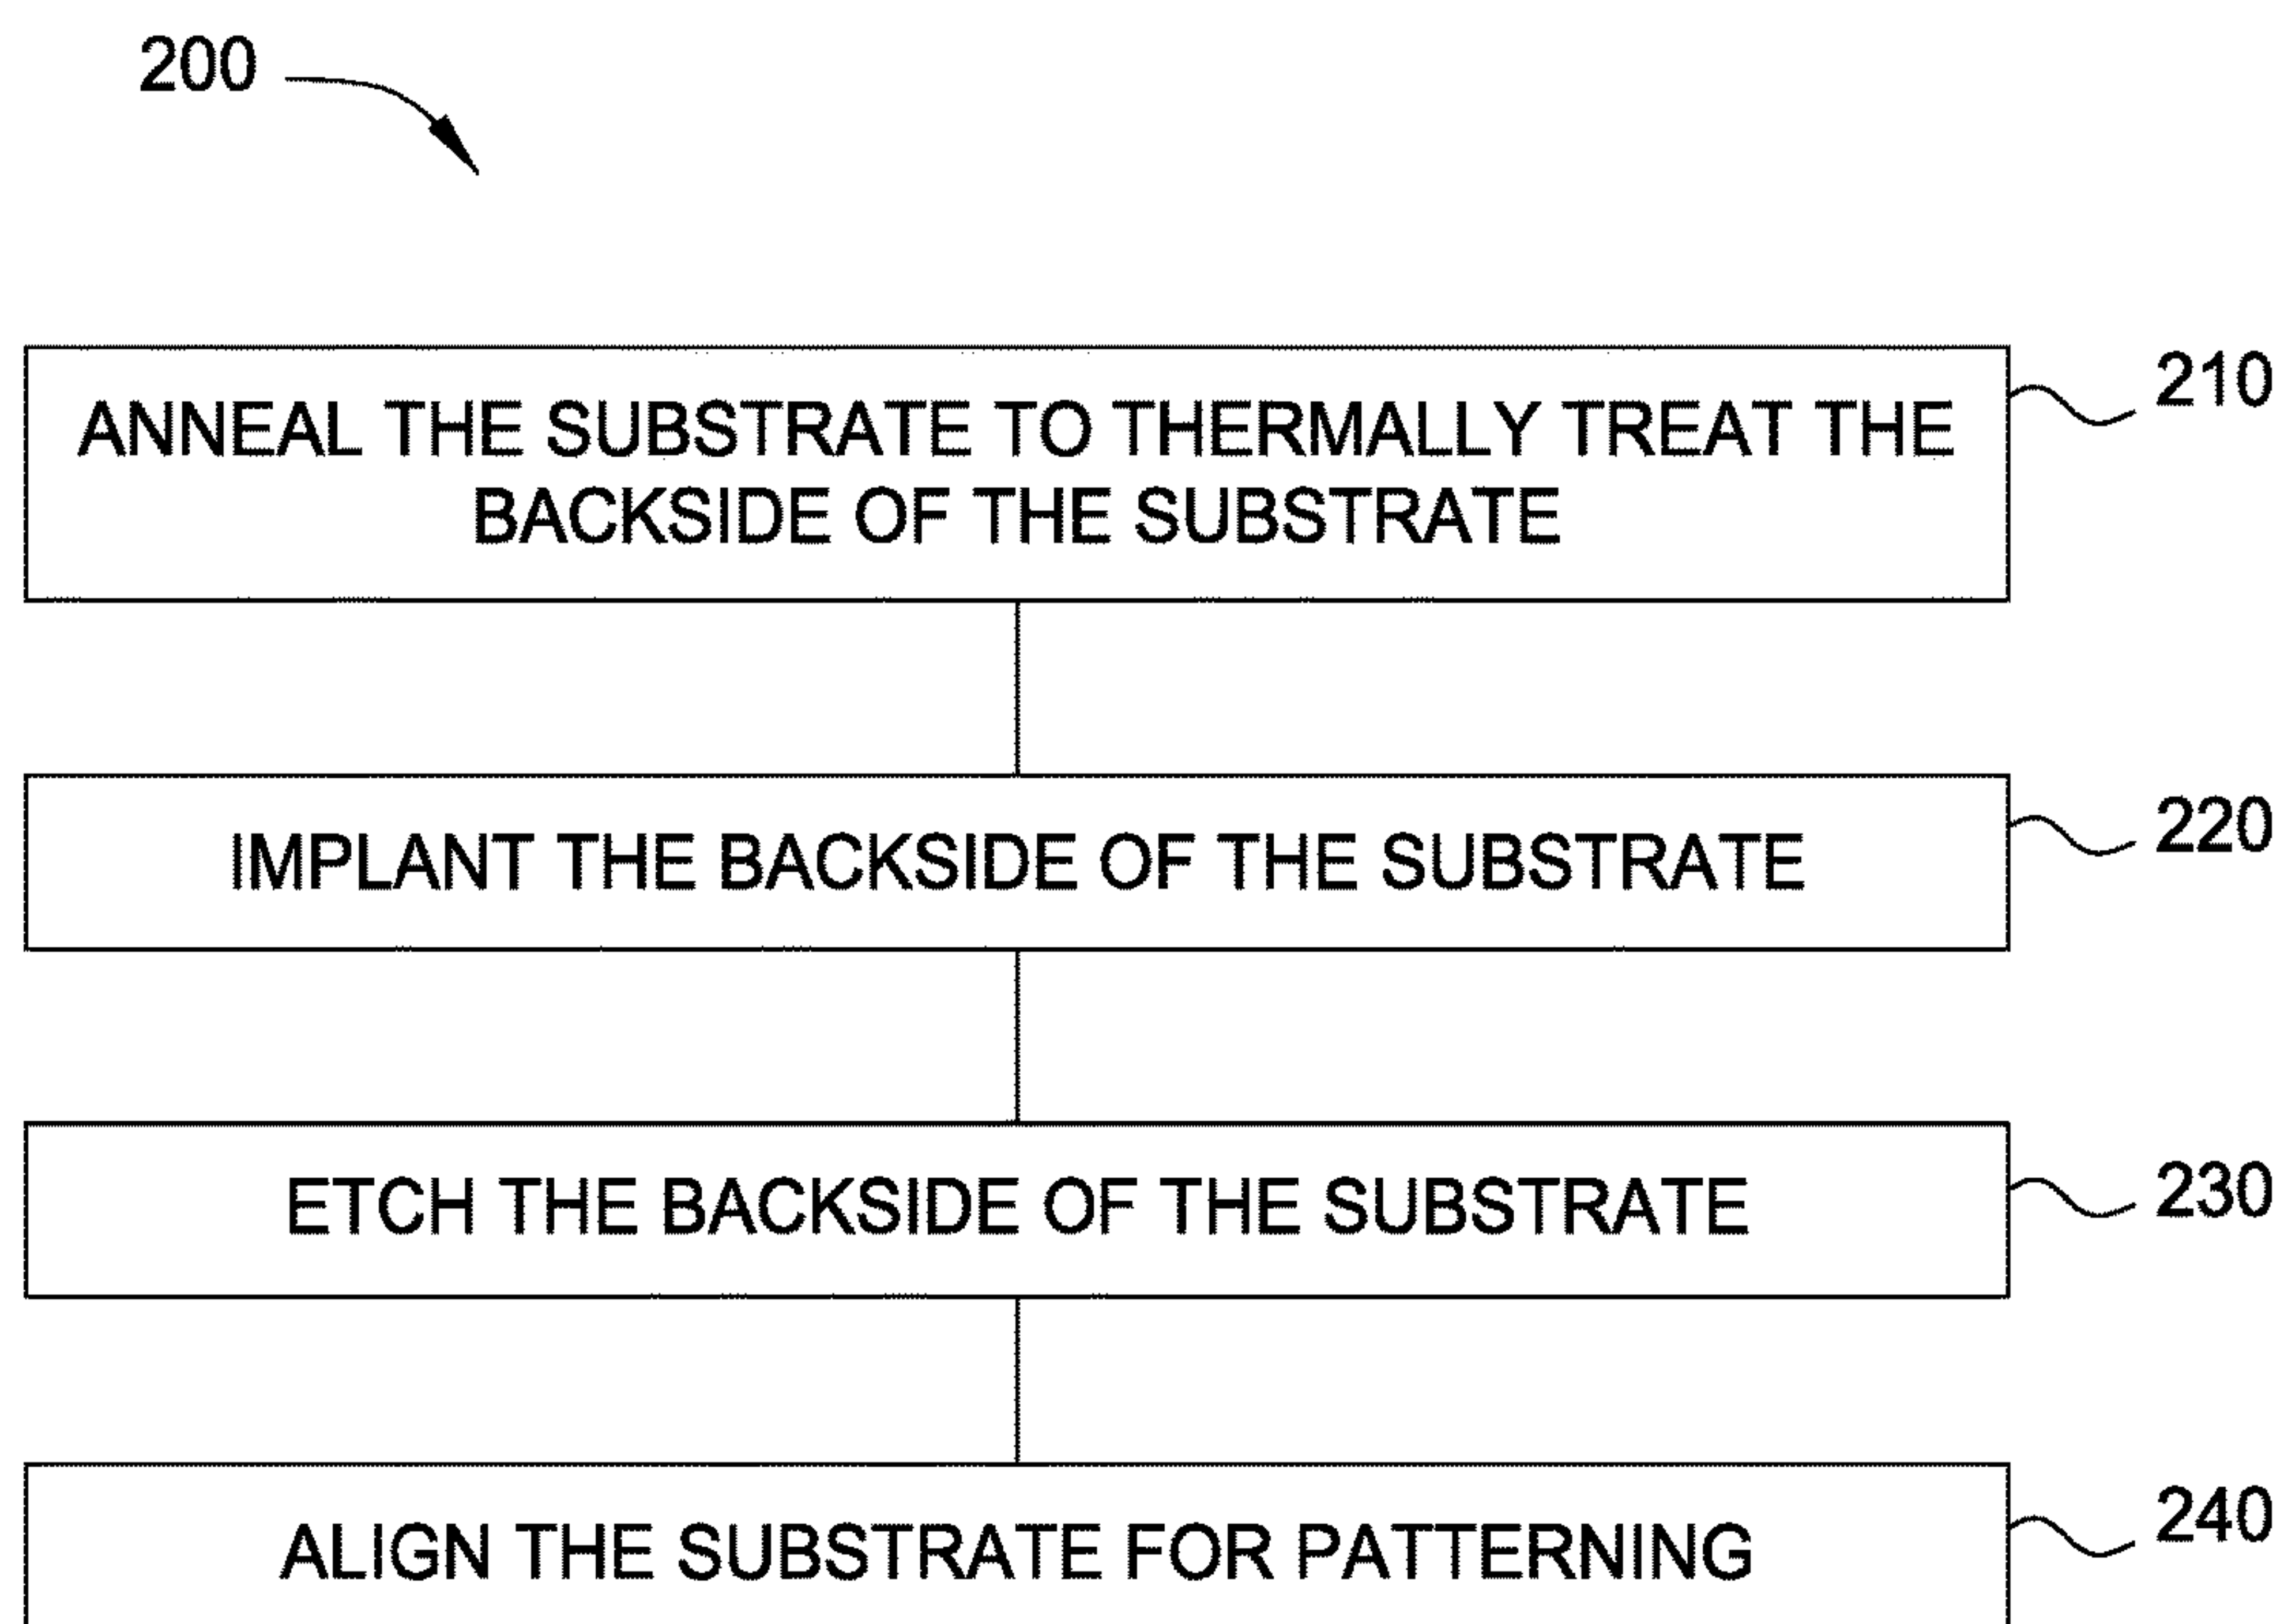 200
ANNEAL THE SUBSTRATE TO THERMALLY TREAT THE
BACKSIDE OF THE SUBSTRATE
210
IMPLANT THE BACKSIDE OF THE SUBSTRATE
220
ETCH THE BACKSIDE OF THE SUBSTRATE
230
ALIGN THE SUBSTRATE FOR PATTERNING
240